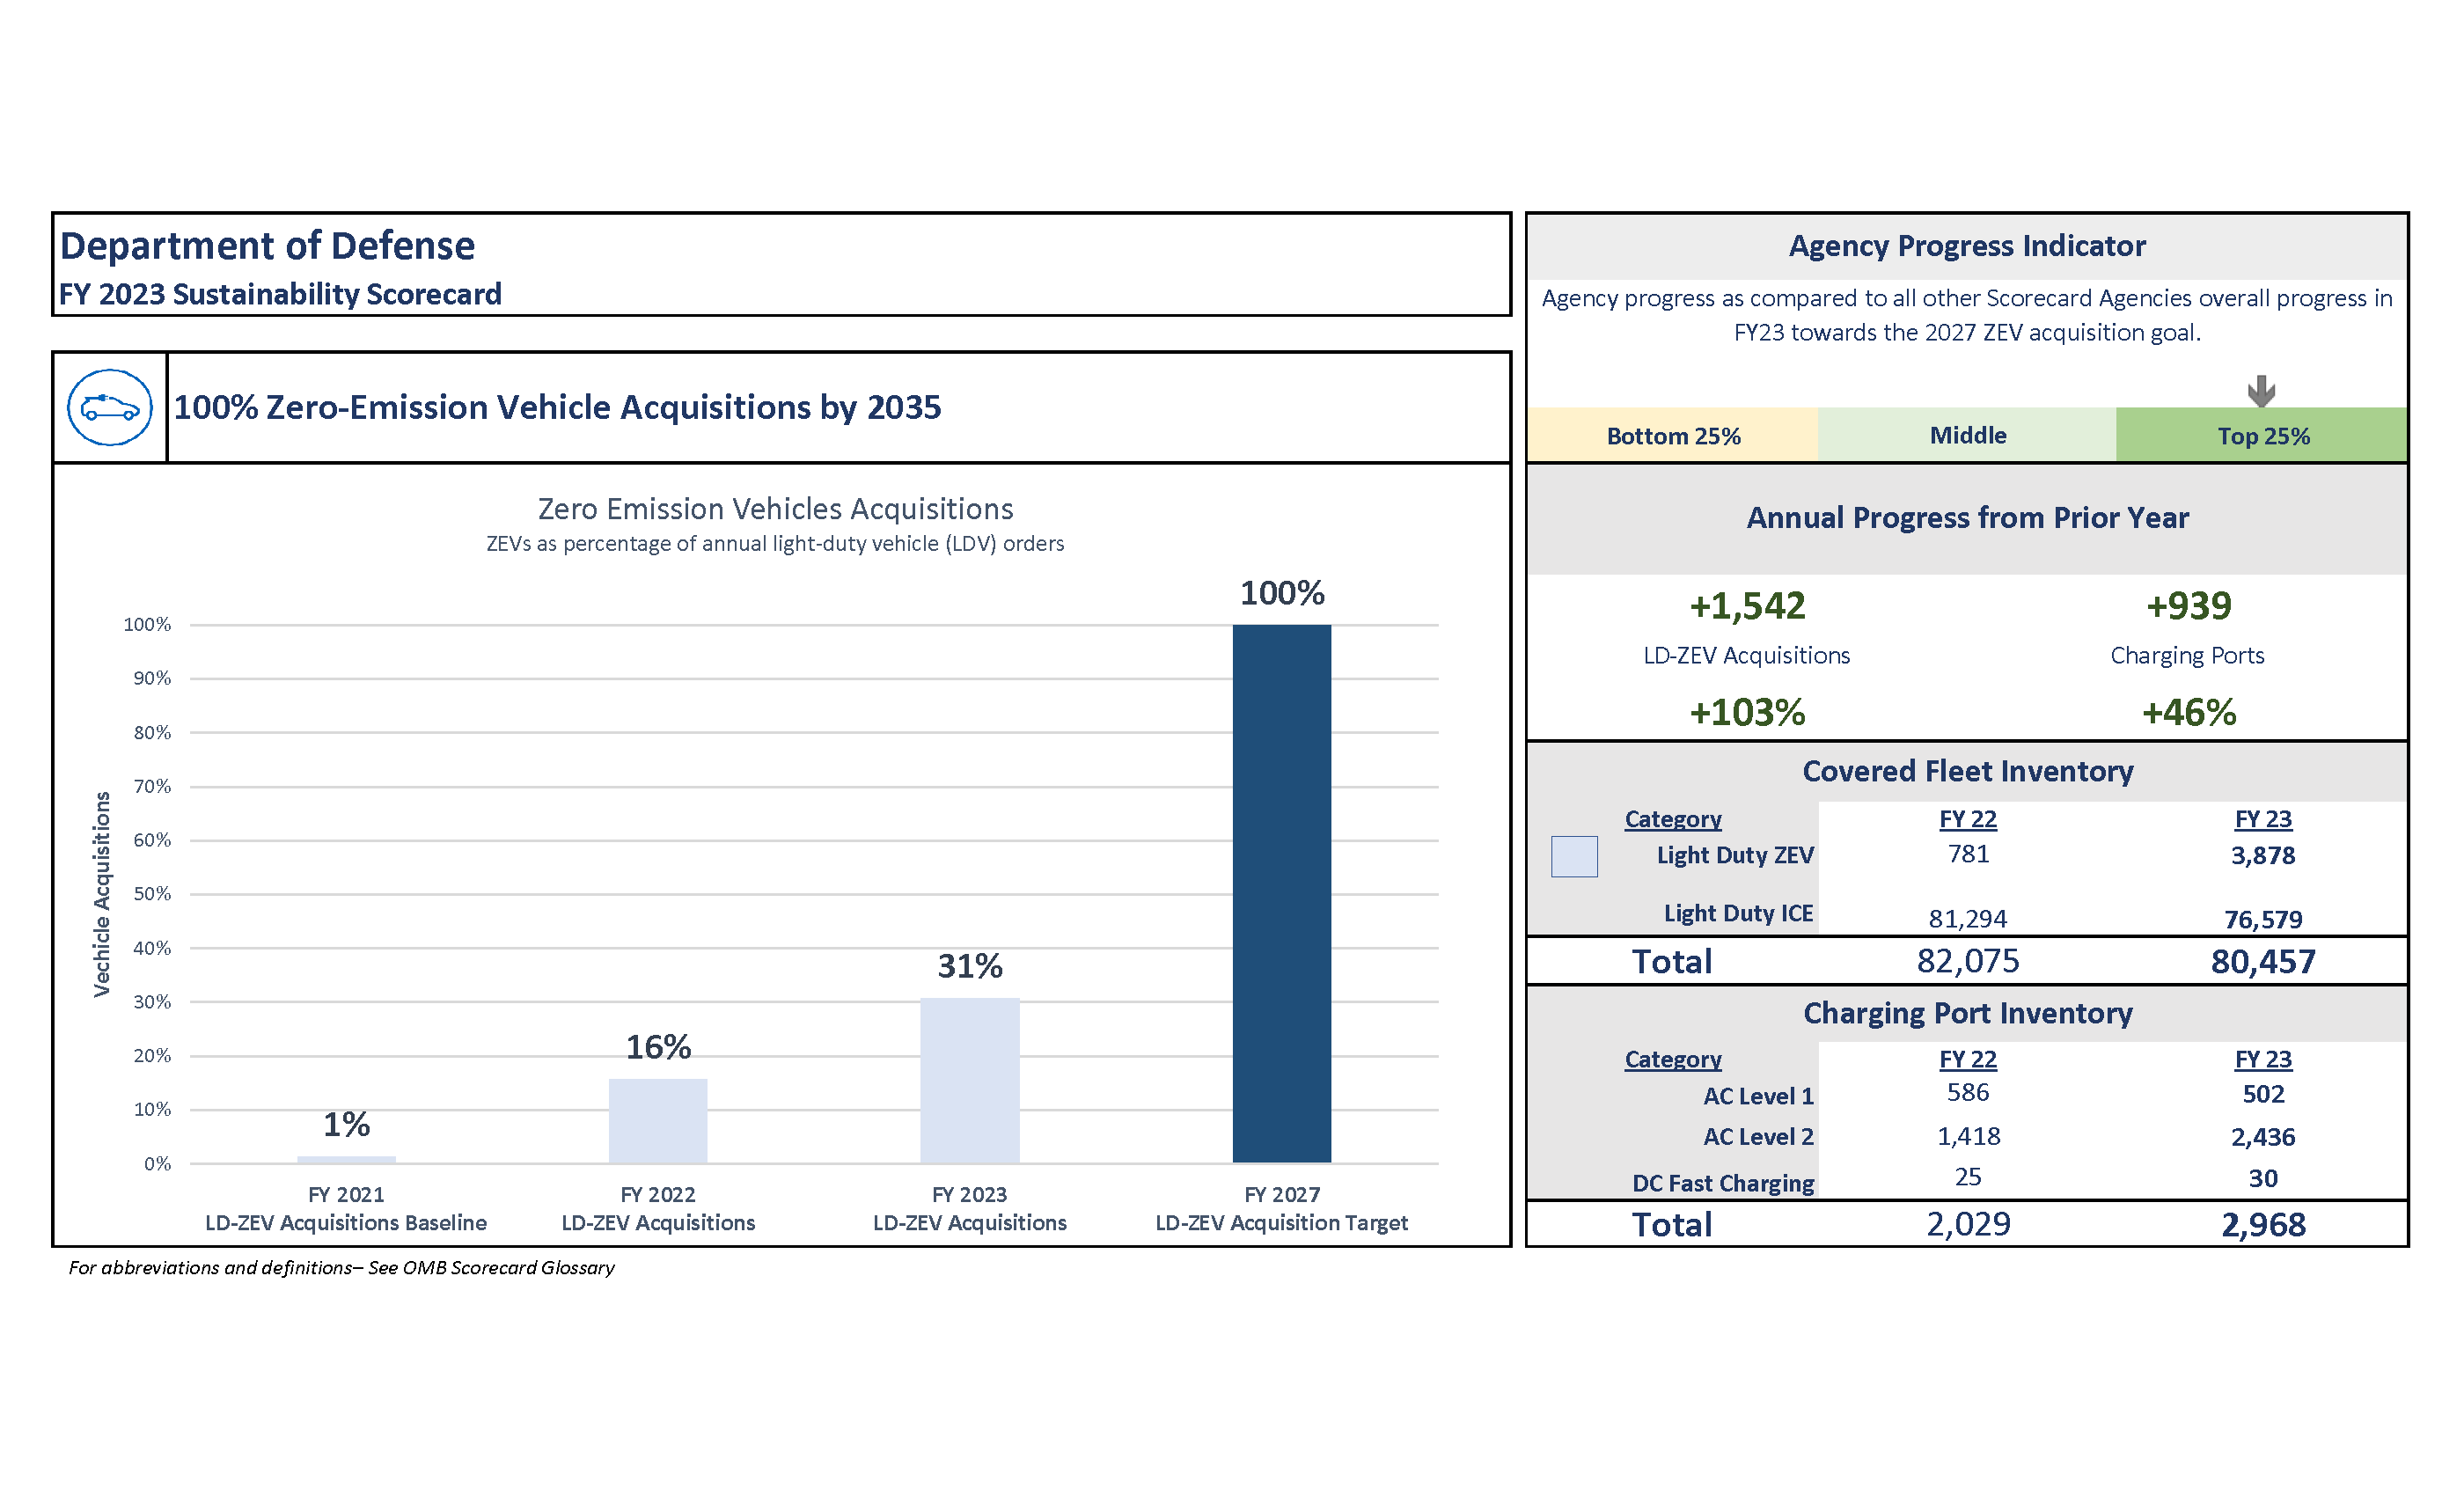 Department of Defense
FY 2023 Sustainability Scorecard
100% Zero-Emission Vehicle Acquisitions by 2035
Zero Emission Vehicles Acquisitions
ZEVs as percentage of annual light-duty vehicle (LDV) orders
Vechicle Acquisitions
100%
90%
80%
70%
60%
50%
40%
30%
20%
10%
0%
1%
16%
31%
100%
FY 2021
LD-ZEV Acquisitions Baseline
FY 2022
LD-ZEV Acquisitions
FY 2023
LD-ZEV Acquisitions
FY 2027
LD-ZEV Acquisition Target
For abbreviations and definitions– See OMB Scorecard Glossary
Agency Progress Indicator
Agency progress as compared to all other Scorecard Agencies overall progress in
FY23 towards the 2027 ZEV acquisition goal.
Bottom 25% Middle Top 25%
Annual Progress from Prior Year
+1,542 +939
LD-ZEV Acquisitions Charging Ports
+103% +46%
Covered Fleet Inventory
Category FY 22 FY 23
Light Duty ZEV 781 3,878
Light Duty ICE 81,294 76,579
Total 82,075 80,457
Charging Port Inventory
Category FY 22 FY 23
AC Level 1 586 502
AC Level 2 1,418 2,436
DC Fast Charging 25 30
Total 2,029 2,968